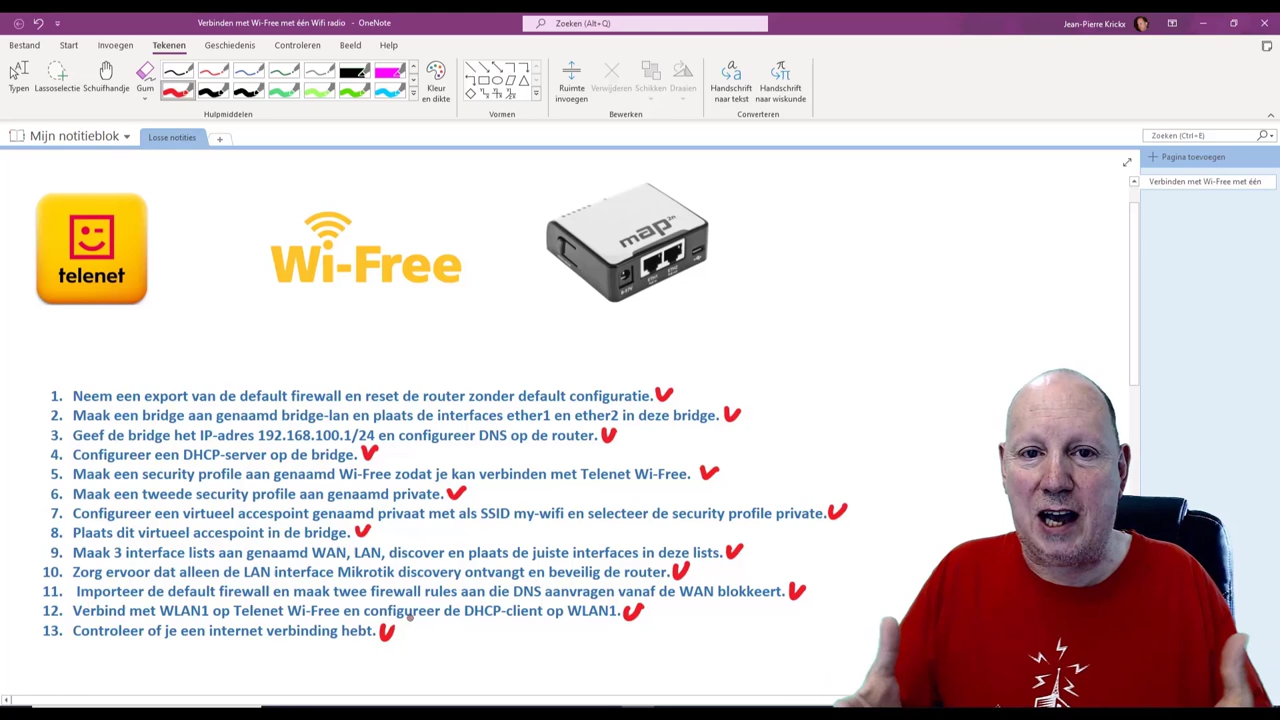 Verbinden met Wi-Free met één Wifi radio - OneNote
Zoeken (Alt+Q)
Jean-Pierre Krickx
Bestand Start Invoegen Tekenen Geschiedenis Controleren Beeld Help
Typen Lassoselectie Schuifhandje Gum
Kleur en dikte
Ruimte invoegen
Verwijderen Schikken Draaien
Handschrift naar tekst
Handschrift naar wiskunde
Hulpmiddelen Vormen Bewerken Converteren
Mijn notitieblok Losse notities
Zoeken (Ctrl+E)
Pagina toevoegen
Verbinden met Wi-Free met één
telenet
Wi-Free
map 2n
1. Neem een export van de default firewall en reset de router zonder default configuratie.
2. Maak een bridge aan genaamd bridge-lan en plaats de interfaces ether1 en ether2 in deze bridge.
3. Geef de bridge het IP-adres 192.168.100.1/24 en configureer DNS op de router.
4. Configureer een DHCP-server op de bridge.
5. Maak een security profile aan genaamd Wi-Free zodat je kan verbinden met Telenet Wi-Free.
6. Maak een tweede security profile aan genaamd private.
7. Configureer een virtueel accespoint genaamd privaat met als SSID my-wifi en selecteer de security profile private.
8. Plaats dit virtueel accespoint in de bridge.
9. Maak 3 interface lists aan genaamd WAN, LAN, discover en plaats de juiste interfaces in deze lists.
10. Zorg ervoor dat alleen de LAN interface Mikrotik discovery ontvangt en beveilig de router.
11. Importeer de default firewall en maak twee firewall rules aan die DNS aanvragen vanaf de WAN blokkeert.
12. Verbind met WLAN1 op Telenet Wi-Free en configureer de DHCP-client op WLAN1.
13. Controleer of je een internet verbinding hebt.